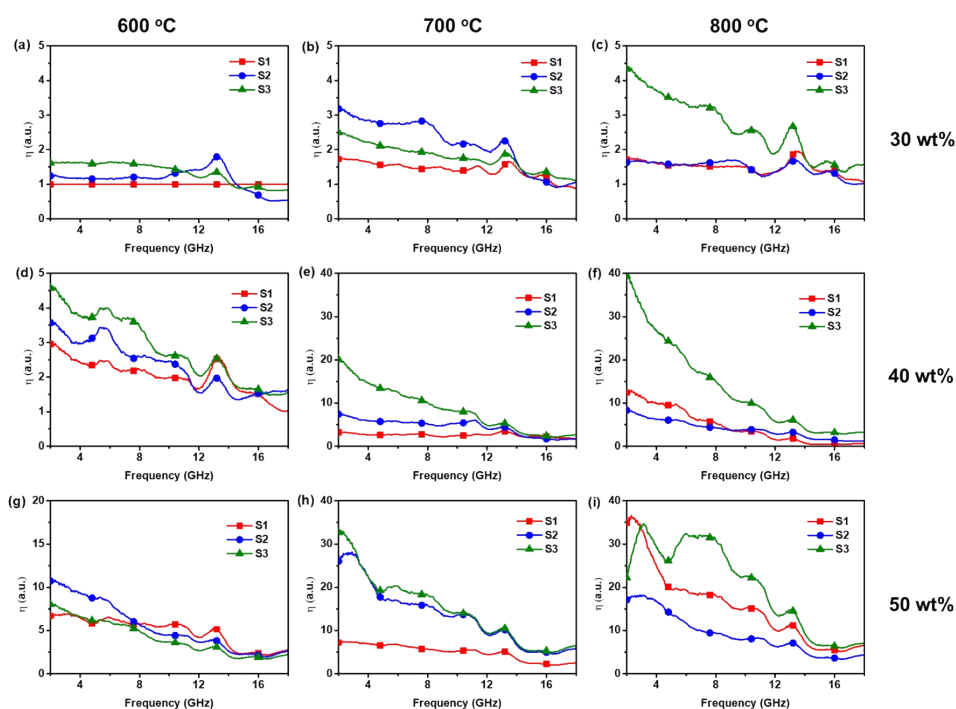 600 °C
700 °C
800 °C
(a)
5
4
3
2
1
0
η (a.u.)
4
8
12
16
Frequency (GHz)
S1
S2
S3
(b)
5
4
3
2
1
0
η (a.u.)
4
8
12
16
Frequency (GHz)
S1
S2
S3
(c)
5
4
3
2
1
0
η (a.u.)
4
8
12
16
Frequency (GHz)
S1
S2
S3
30 wt%
(d)
5
4
3
2
1
0
η (a.u.)
4
8
12
16
Frequency (GHz)
S1
S2
S3
(e)
40
30
20
10
0
η (a.u.)
4
8
12
16
Frequency (GHz)
S1
S2
S3
(f)
40
30
20
10
0
η (a.u.)
4
8
12
16
Frequency (GHz)
S1
S2
S3
40 wt%
(g)
20
15
10
5
0
η (a.u.)
4
8
12
16
Frequency (GHz)
S1
S2
S3
(h)
40
30
20
10
0
η (a.u.)
4
8
12
16
Frequency (GHz)
S1
S2
S3
(i)
40
30
20
10
0
η (a.u.)
4
8
12
16
Frequency (GHz)
S1
S2
S3
50 wt%